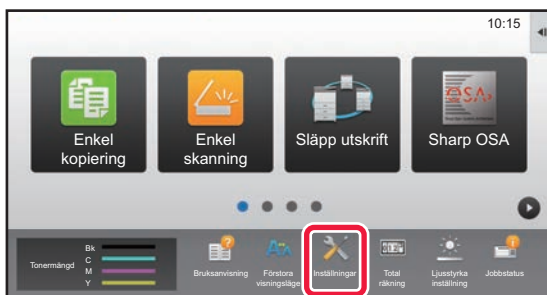 10:15
Enkel
kopiering
Enkel
skanning
Släpp utskrift
Sharp OSA
Tonermängd
Bk
C
M
Y
Bruksanvisning
Förstora
visningsläge
Inställningar
Total
räkning
Ljusstyrka
inställning
Jobbstatus